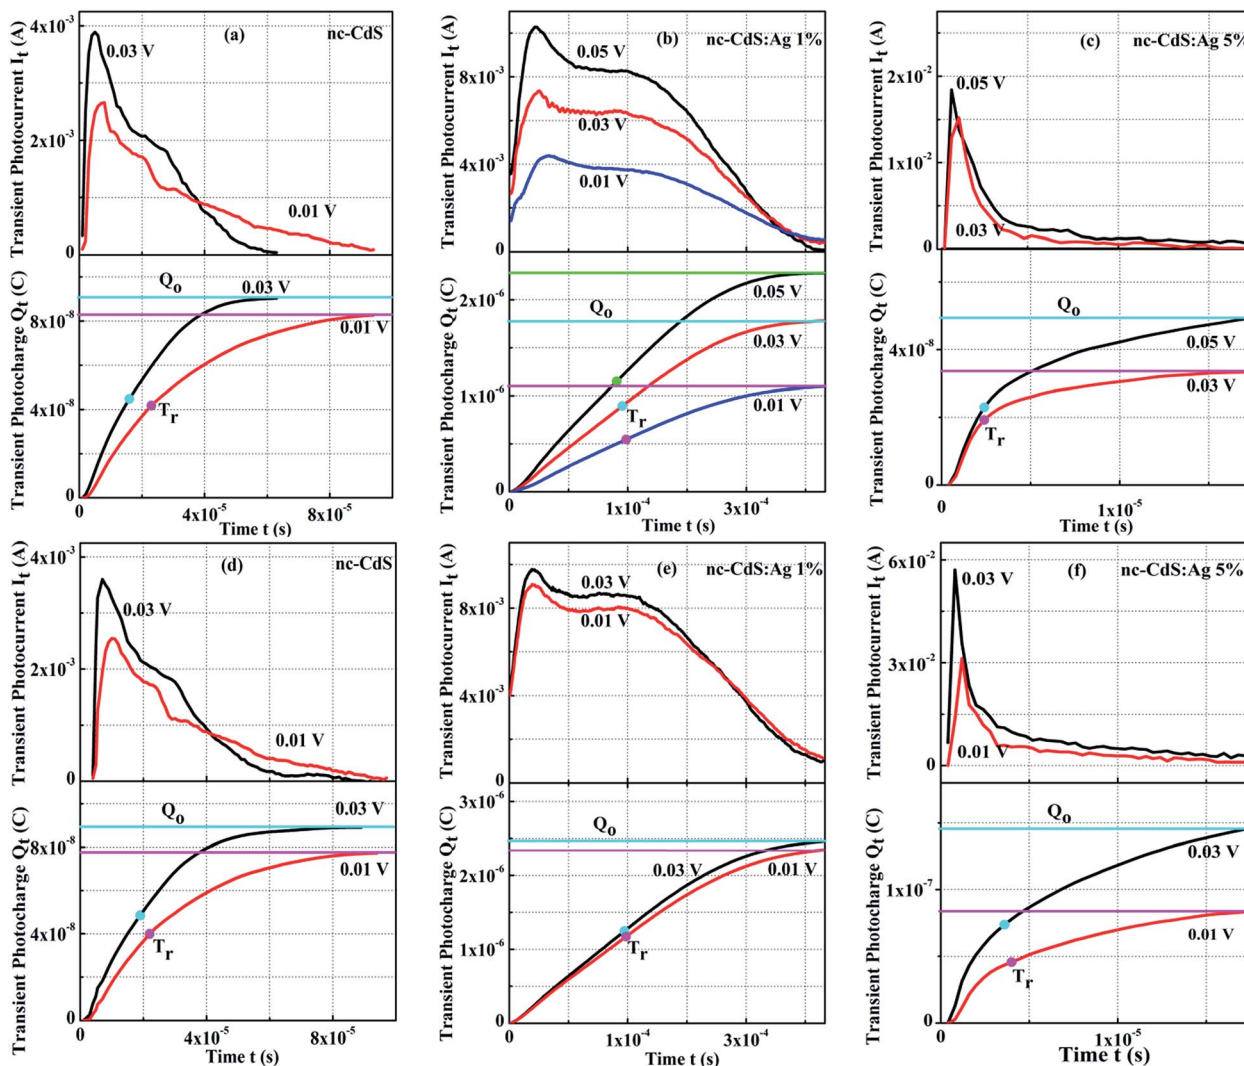 Transient Photocurrent I_t (A)
4x10^-3
2x10^-3
0
(a)
nc-CdS
0.03 V
0.01 V
Transient Photocharge Q_t (C)
8x10^-8
4x10^-8
0
Q_o
0.03 V
0.01 V
T_r
0
4x10^-5
8x10^-5
Time t (s)
Transient Photocurrent I_t (A)
8x10^-3
4x10^-3
0
(b)
nc-CdS:Ag 1%
0.05 V
0.03 V
0.01 V
Transient Photocharge Q_t (C)
2x10^-6
1x10^-6
0
Q_o
0.05 V
0.03 V
0.01 V
T_r
0
1x10^-4
3x10^-4
Time t (s)
Transient Photocurrent I_t (A)
2x10^-2
1x10^-2
0
(c)
nc-CdS:Ag 5%
0.05 V
0.03 V
Transient Photocharge Q_t (C)
4x10^-8
0
Q_o
0.05 V
0.03 V
T_r
0
1x10^-5
Time t (s)
Transient Photocurrent I_t (A)
4x10^-3
2x10^-3
0
(d)
nc-CdS
0.03 V
0.01 V
Transient Photocharge Q_t (C)
8x10^-8
4x10^-8
0
Q_o
0.03 V
0.01 V
T_r
0
4x10^-5
8x10^-5
Time t (s)
Transient Photocurrent I_t (A)
8x10^-3
4x10^-3
0
(e)
nc-CdS:Ag 1%
0.03 V
0.01 V
Transient Photocharge Q_t (C)
3x10^-6
2x10^-6
1x10^-6
0
Q_o
0.03 V
0.01 V
T_r
0
1x10^-4
3x10^-4
Time t (s)
Transient Photocurrent I_t (A)
6x10^-2
3x10^-2
0
(f)
nc-CdS:Ag 5%
0.03 V
0.01 V
Transient Photocharge Q_t (C)
1x10^-7
0
Q_o
0.03 V
0.01 V
T_r
0
1x10^-5
Time t (s)